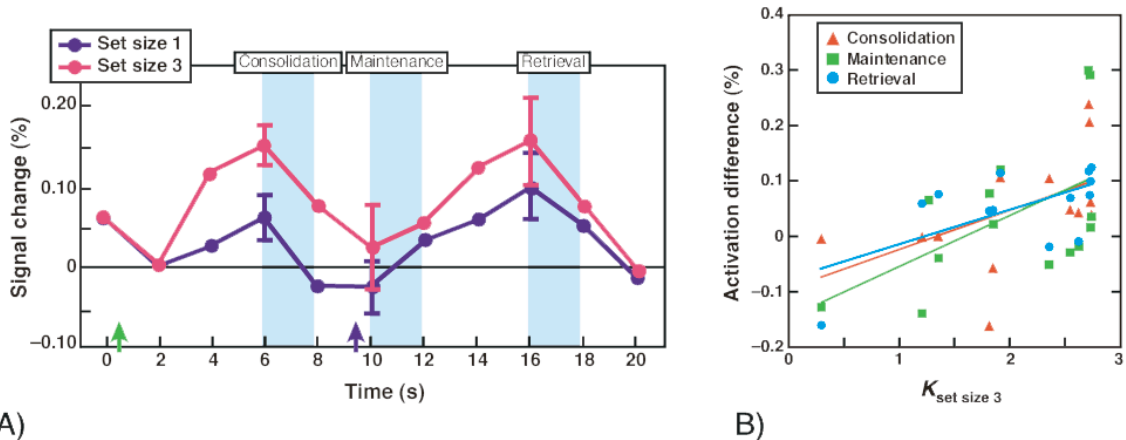 Set size 1
Set size 3
Consolidation
Maintenance
Retrieval
0.20
0.10
0
−0.10
Signal change (%)
0 2 4 6 8 10 12 14 16 18 20
Time (s)
A)
0.4
0.3
0.2
0.1
0
−0.1
−0.2
Activation difference (%)
Consolidation
Maintenance
Retrieval
0 1 2 3
K set size 3
B)